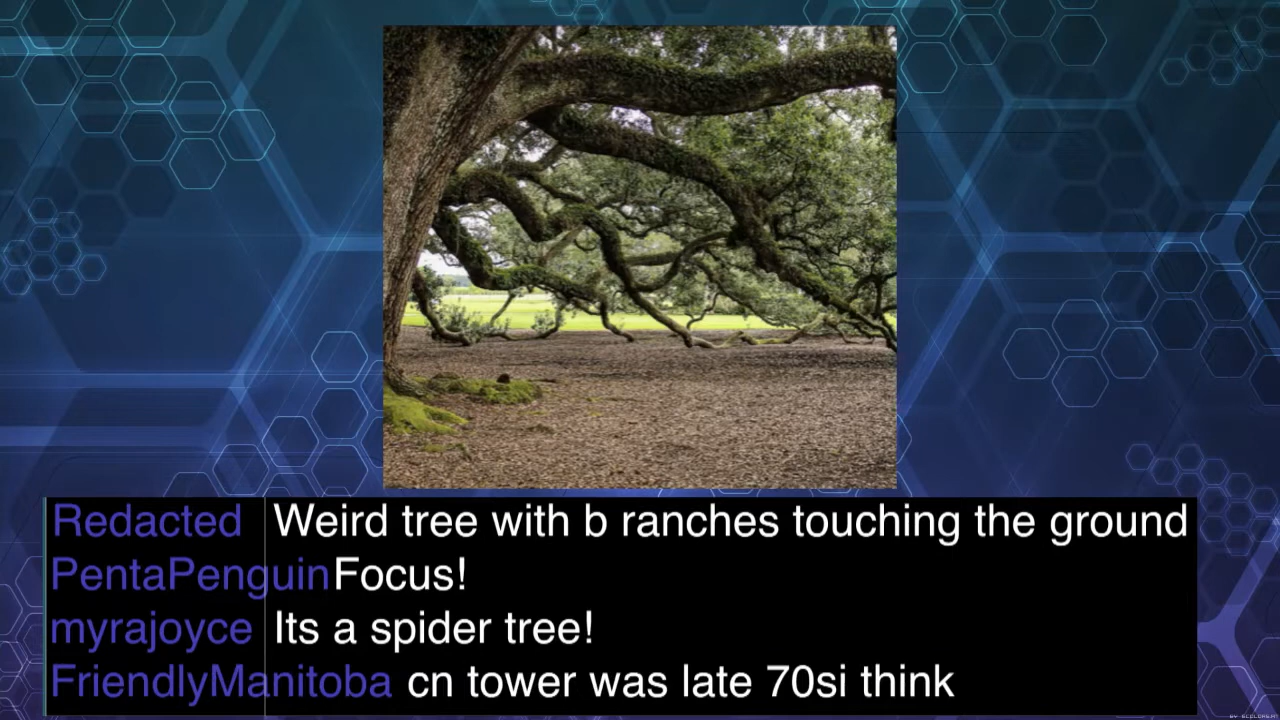 Redacted Weird tree with b ranches touching the ground
PentaPenguin Focus!
myrajoyce Its a spider tree!
FriendlyManitoba cn tower was late 70si think